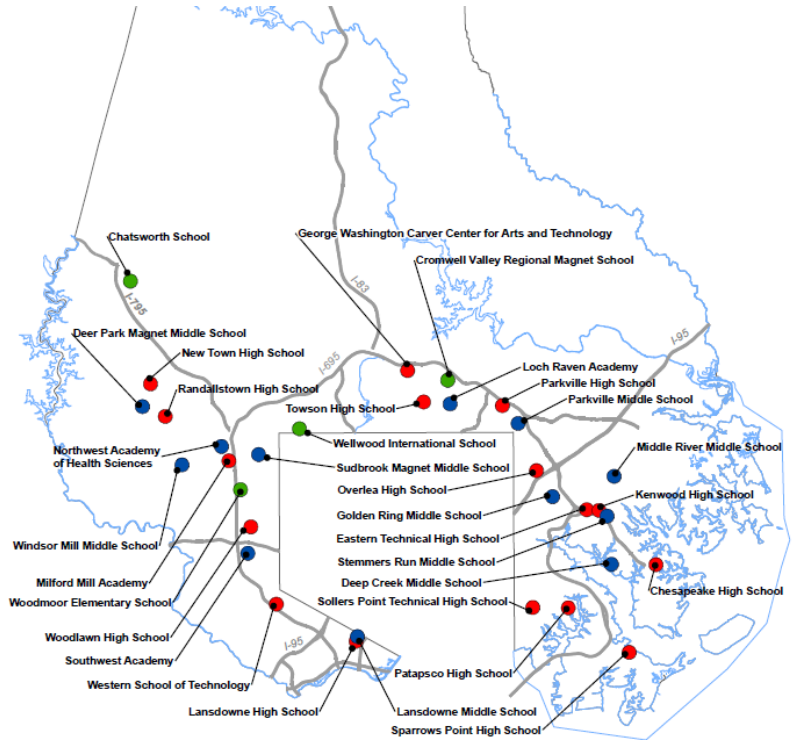 George Washington Carver Center for Arts and Technology
Chatsworth School
Cromwell Valley Regional Magnet School
I-83
I-795
Deer Park Magnet Middle School
I-95
New Town High School
I-695
Loch Raven Academy
Parkville High School
Randallstown High School
Parkville Middle School
Towson High School
Wellwood International School
Middle River Middle School
Northwest Academy
of Health Sciences
Sudbrook Magnet Middle School
Overlea High School
Kenwood High School
Golden Ring Middle School
Eastern Technical High School
Windsor Mill Middle School
Stemmers Run Middle School
Milford Mill Academy
Deep Creek Middle School
Chesapeake High School
Woodmoor Elementary School
Sollers Point Technical High School
Woodlawn High School
I-95
Southwest Academy
Patapsco High School
Western School of Technology
Lansdowne High School
Lansdowne Middle School
Sparrows Point High School